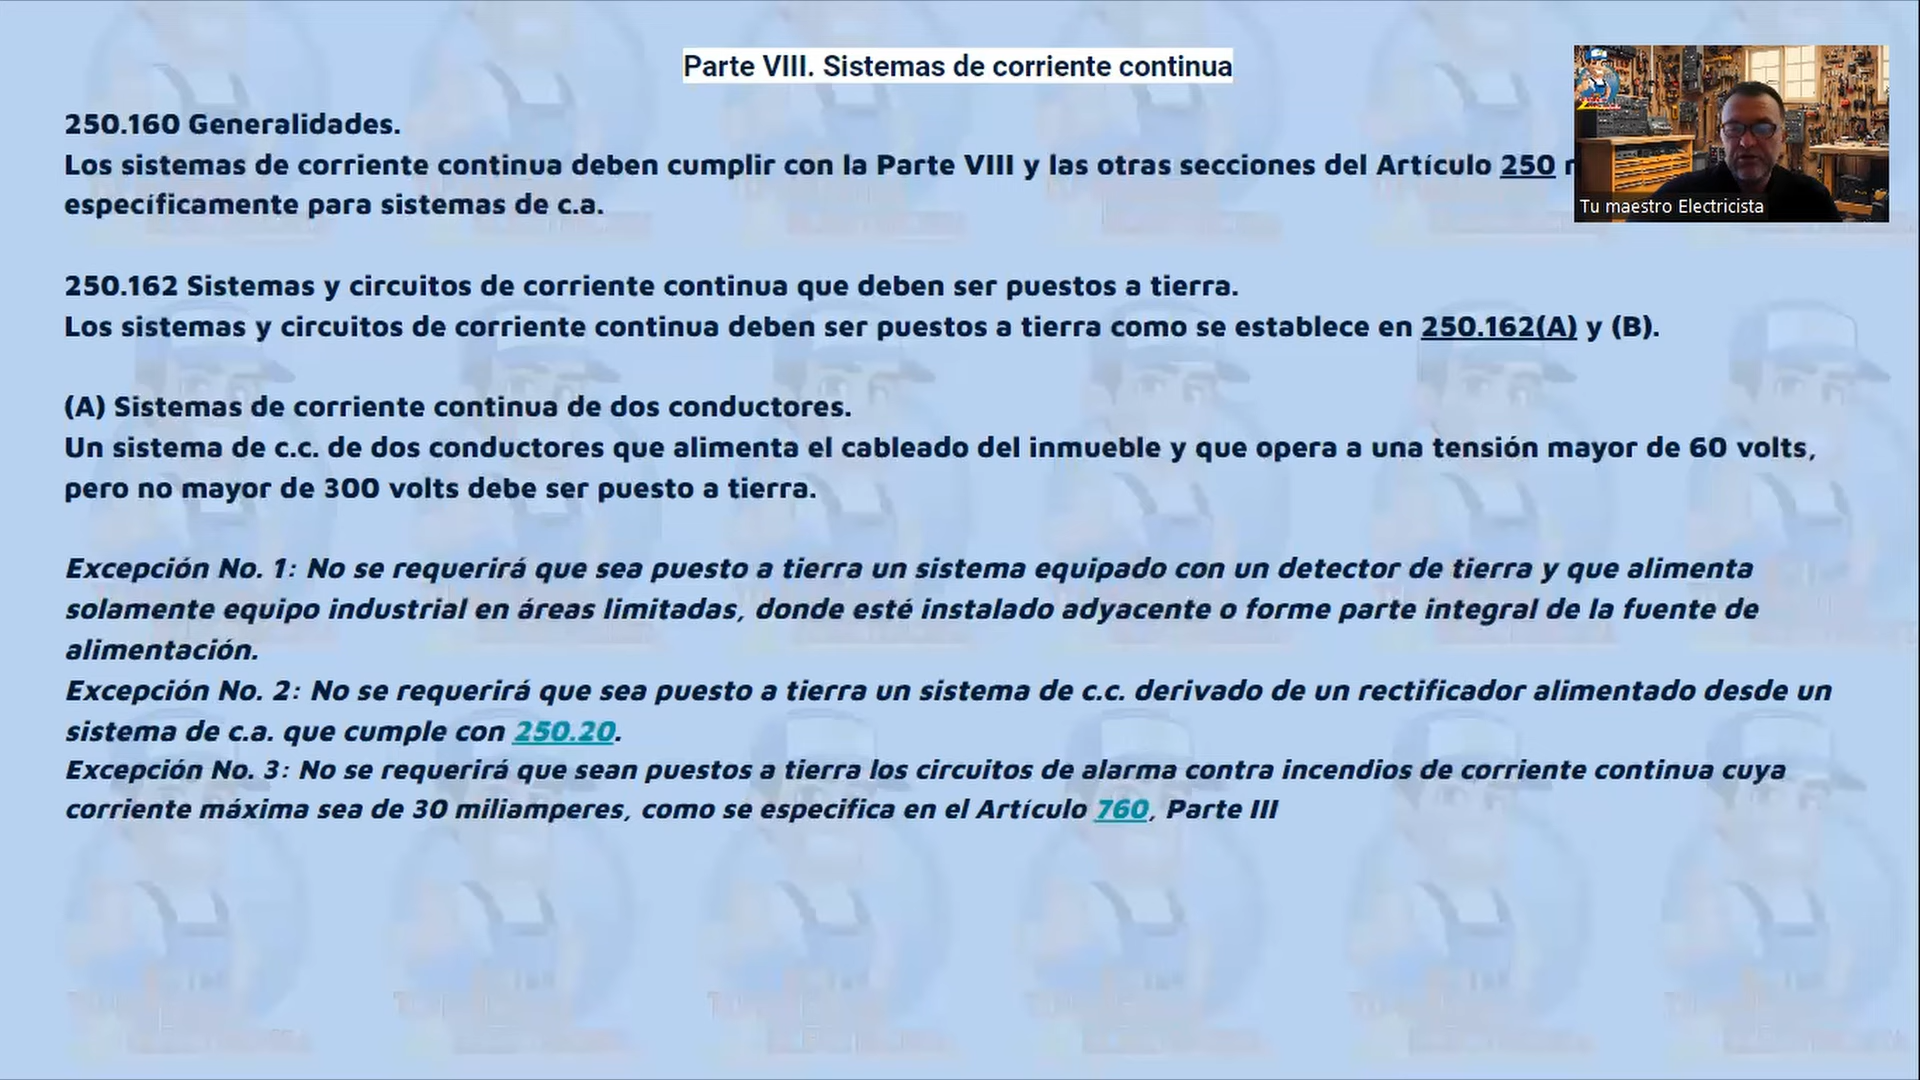 Parte VIII. Sistemas de corriente continua
250.160 Generalidades.
Los sistemas de corriente continua deben cumplir con la Parte VIII y las otras secciones del Artículo 250
específicamente para sistemas de c.a.
Tu maestro Electricista
250.162 Sistemas y circuitos de corriente continua que deben ser puestos a tierra.
Los sistemas y circuitos de corriente continua deben ser puestos a tierra como se establece en 250.162(A) y (B).
(A) Sistemas de corriente continua de dos conductores.
Un sistema de c.c. de dos conductores que alimenta el cableado del inmueble y que opera a una tensión mayor de 60 volts,
pero no mayor de 300 volts debe ser puesto a tierra.
Excepción No. 1: No se requerirá que sea puesto a tierra un sistema equipado con un detector de tierra y que alimenta
solamente equipo industrial en áreas limitadas, donde esté instalado adyacente o forme parte integral de la fuente de
alimentación.
Excepción No. 2: No se requerirá que sea puesto a tierra un sistema de c.c. derivado de un rectificador alimentado desde un
sistema de c.a. que cumple con 250.20.
Excepción No. 3: No se requerirá que sean puestos a tierra los circuitos de alarma contra incendios de corriente continua cuya
corriente máxima sea de 30 miliamperes, como se especifica en el Artículo 760, Parte III